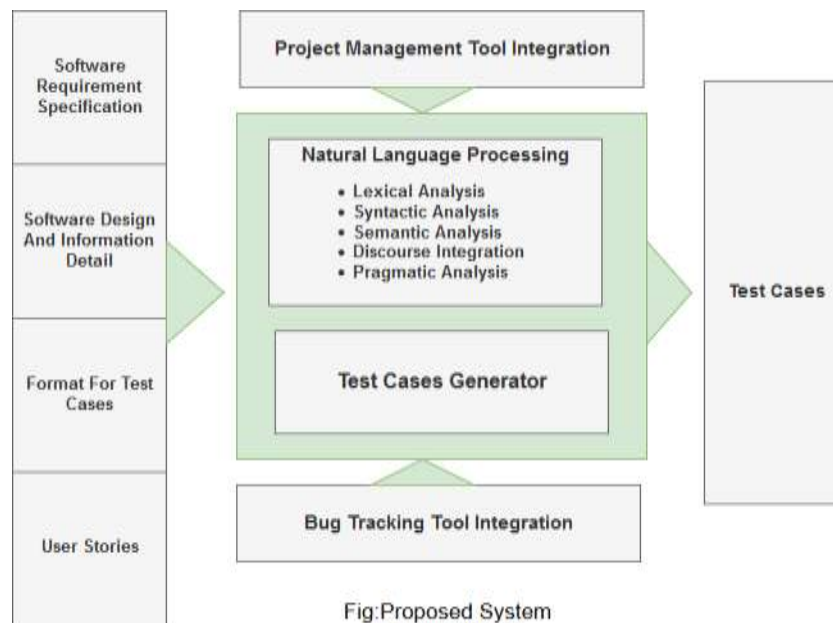 Software
Requirement
Specification
Software Design
And Information
Detail
Format For Test
Cases
User Stories
Project Management Tool Integration
Natural Language Processing
• Lexical Analysis
• Syntactic Analysis
• Semantic Analysis
• Discourse Integration
• Pragmatic Analysis
Test Cases Generator
Bug Tracking Tool Integration
Test Cases
Fig:Proposed System